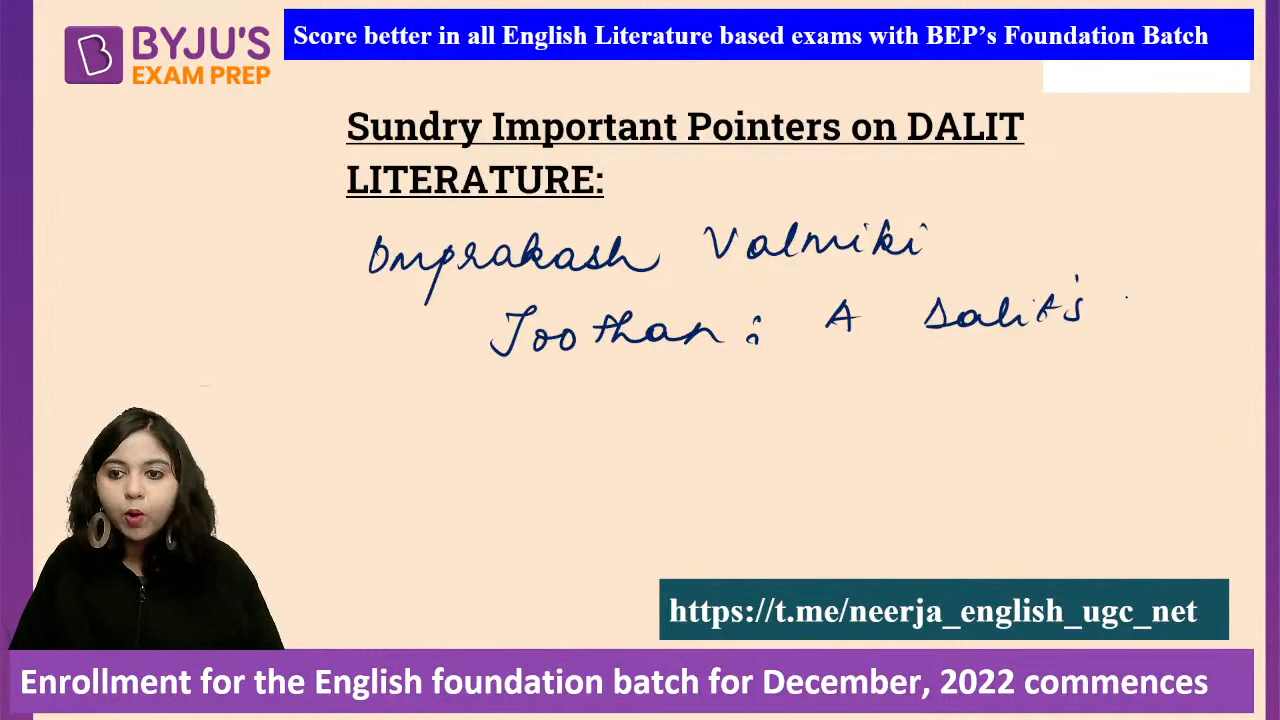 BYJU'S
EXAM PREP
Score better in all English Literature based exams with BEP's Foundation Batch
Sundry Important Pointers on DALIT
LITERATURE:
Omprakash Valmiki
Joothan: A Dalit's
https://t.me/neerja_english_ugc_net
Enrollment for the English foundation batch for December, 2022 commences